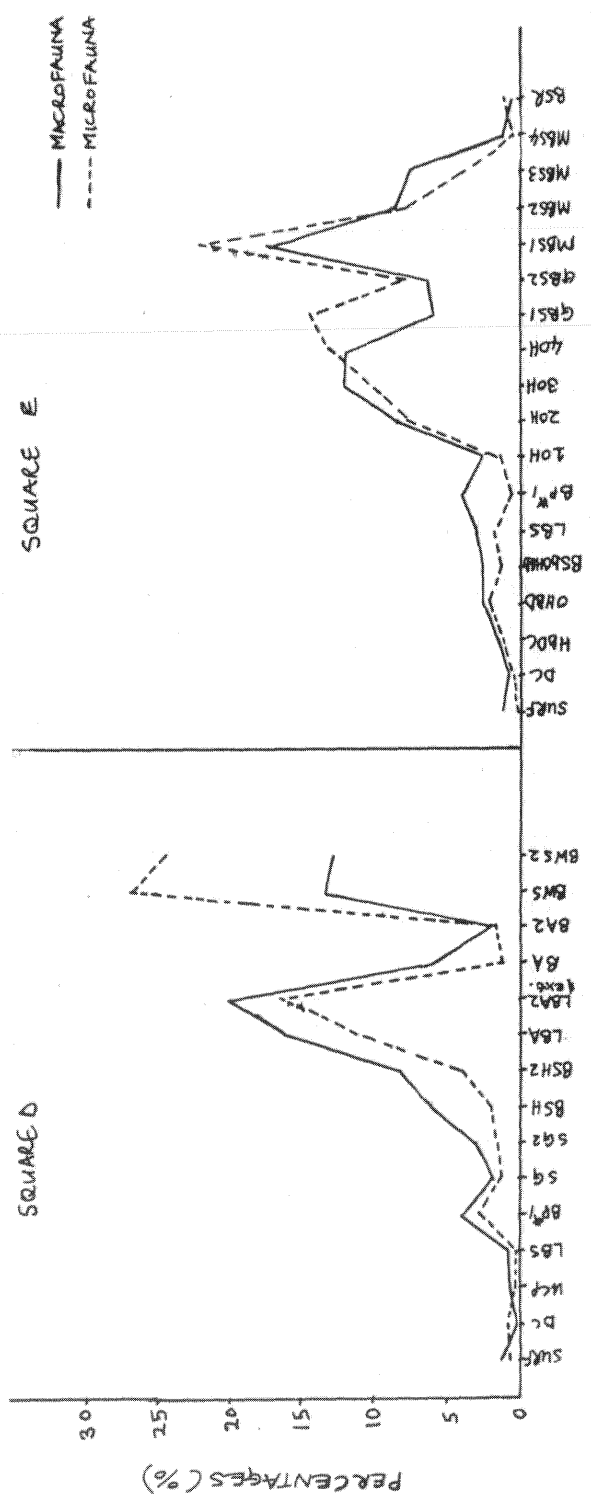 SQUARE D
SQUARE E
MACROFAUNA
MICROFAUNA
PERCENTAGES (%)
30
25
20
15
10
5
0
SURF
DC
UCP
LBS
SG
SG2
BSH
BSH2
LBA
LBA2
BA
BA2
BWS
BWS2
SURF
DC
HBDC
OHBD
LBS
1OH
2OH
3OH
4OH
GBS1
GBS2
MBS1
MBS2
MBS3
MBS4
BSR